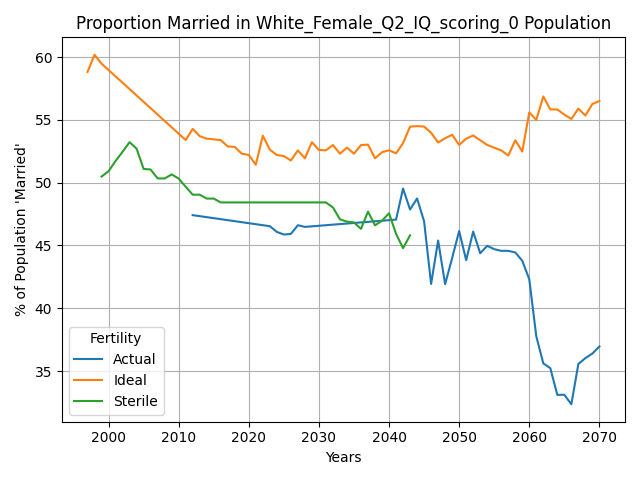 Proportion Married in White_Female_Q2_IQ_scoring_0 Population
% of Population 'Married'
60
55
50
45
40
35
Fertility
Actual
Ideal
Sterile
2000 2010 2020 2030 2040 2050 2060 2070
Years